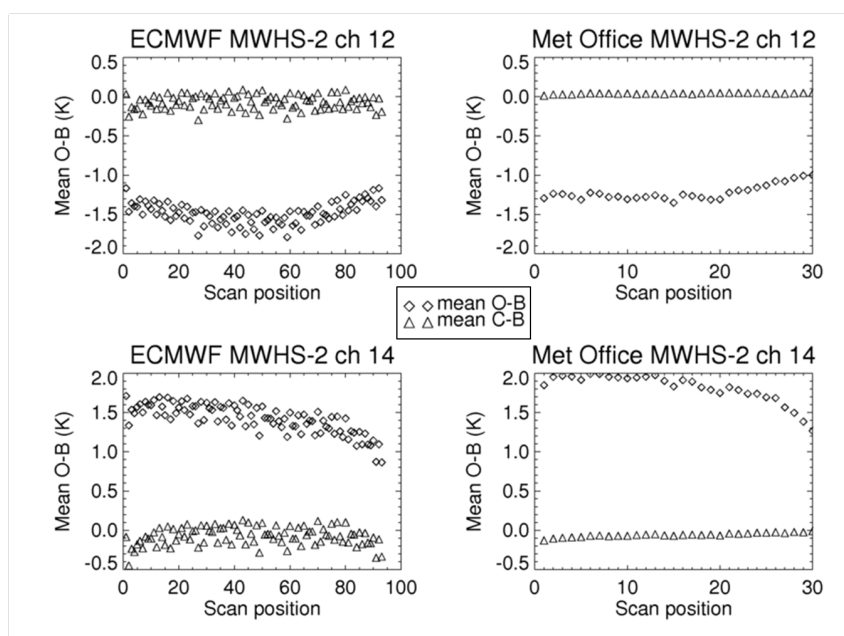 ECMWF MWHS-2 ch 12
Mean O-B (K)
0.5
0.0
-0.5
-1.0
-1.5
-2.0
0 20 40 60 80 100
Scan position
Met Office MWHS-2 ch 12
Mean O-B (K)
0.5
0.0
-0.5
-1.0
-1.5
-2.0
0 10 20 30
Scan position
mean O-B
mean C-B
ECMWF MWHS-2 ch 14
Mean O-B (K)
2.0
1.5
1.0
0.5
0.0
-0.5
0 20 40 60 80 100
Scan position
Met Office MWHS-2 ch 14
Mean O-B (K)
2.0
1.5
1.0
0.5
0.0
-0.5
0 10 20 30
Scan position